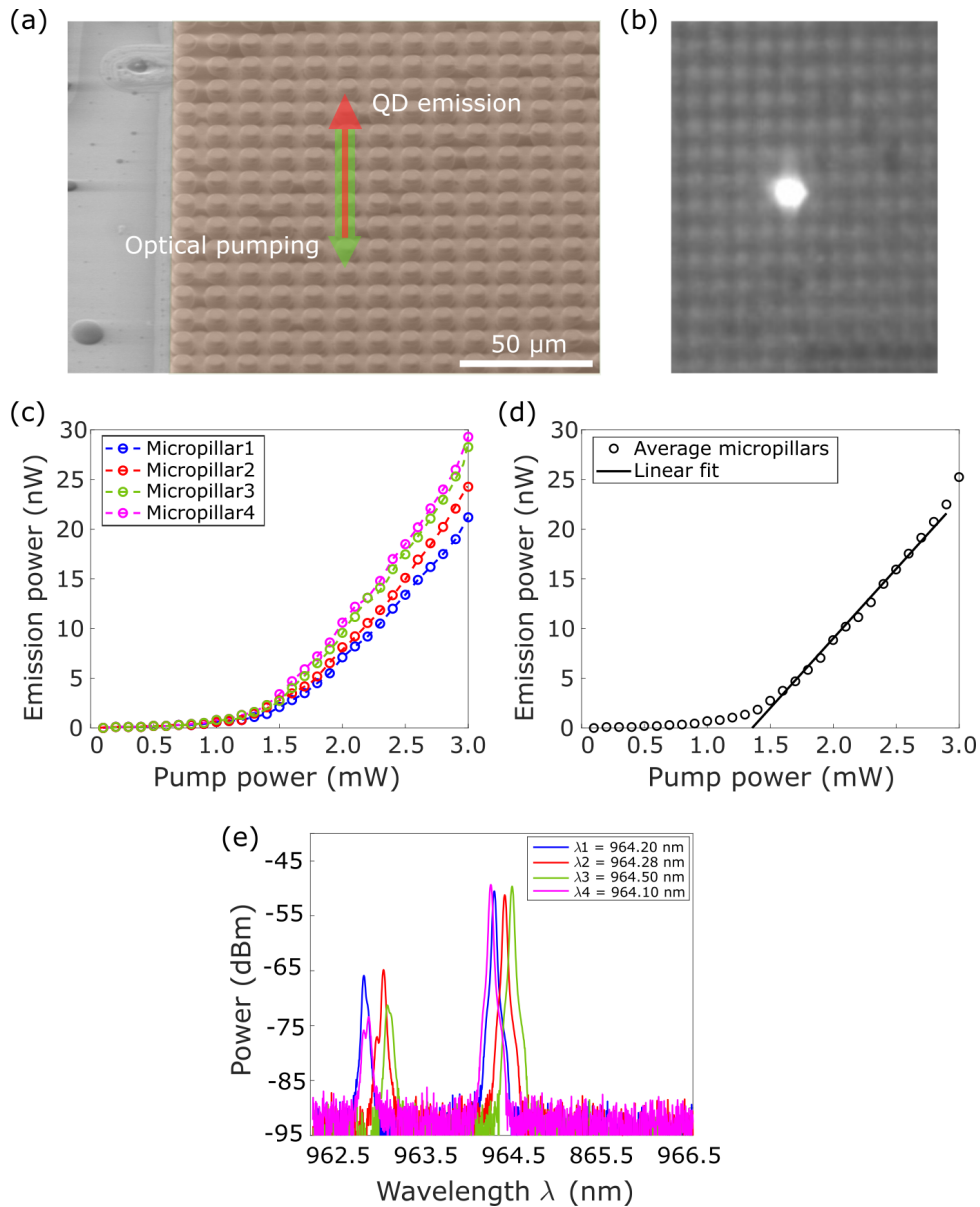 (a)
(b)
QD emission
Optical pumping
50 μm
(c)
(d)
30
25
20
15
10
5
0
Emission power (nW)
Micropillar1
Micropillar2
Micropillar3
Micropillar4
0 0.5 1.0 1.5 2.0 2.5 3.0
Pump power (mW)
30
25
20
15
10
5
0
Emission power (nW)
Average micropillars
Linear fit
0 0.5 1.0 1.5 2.0 2.5 3.0
Pump power (mW)
(e)
-45
-55
-65
-75
-85
-95
Power (dBm)
λ1 = 964.20 nm
λ2 = 964.28 nm
λ3 = 964.50 nm
λ4 = 964.10 nm
962.5 963.5 964.5 865.5 966.5
Wavelength λ (nm)